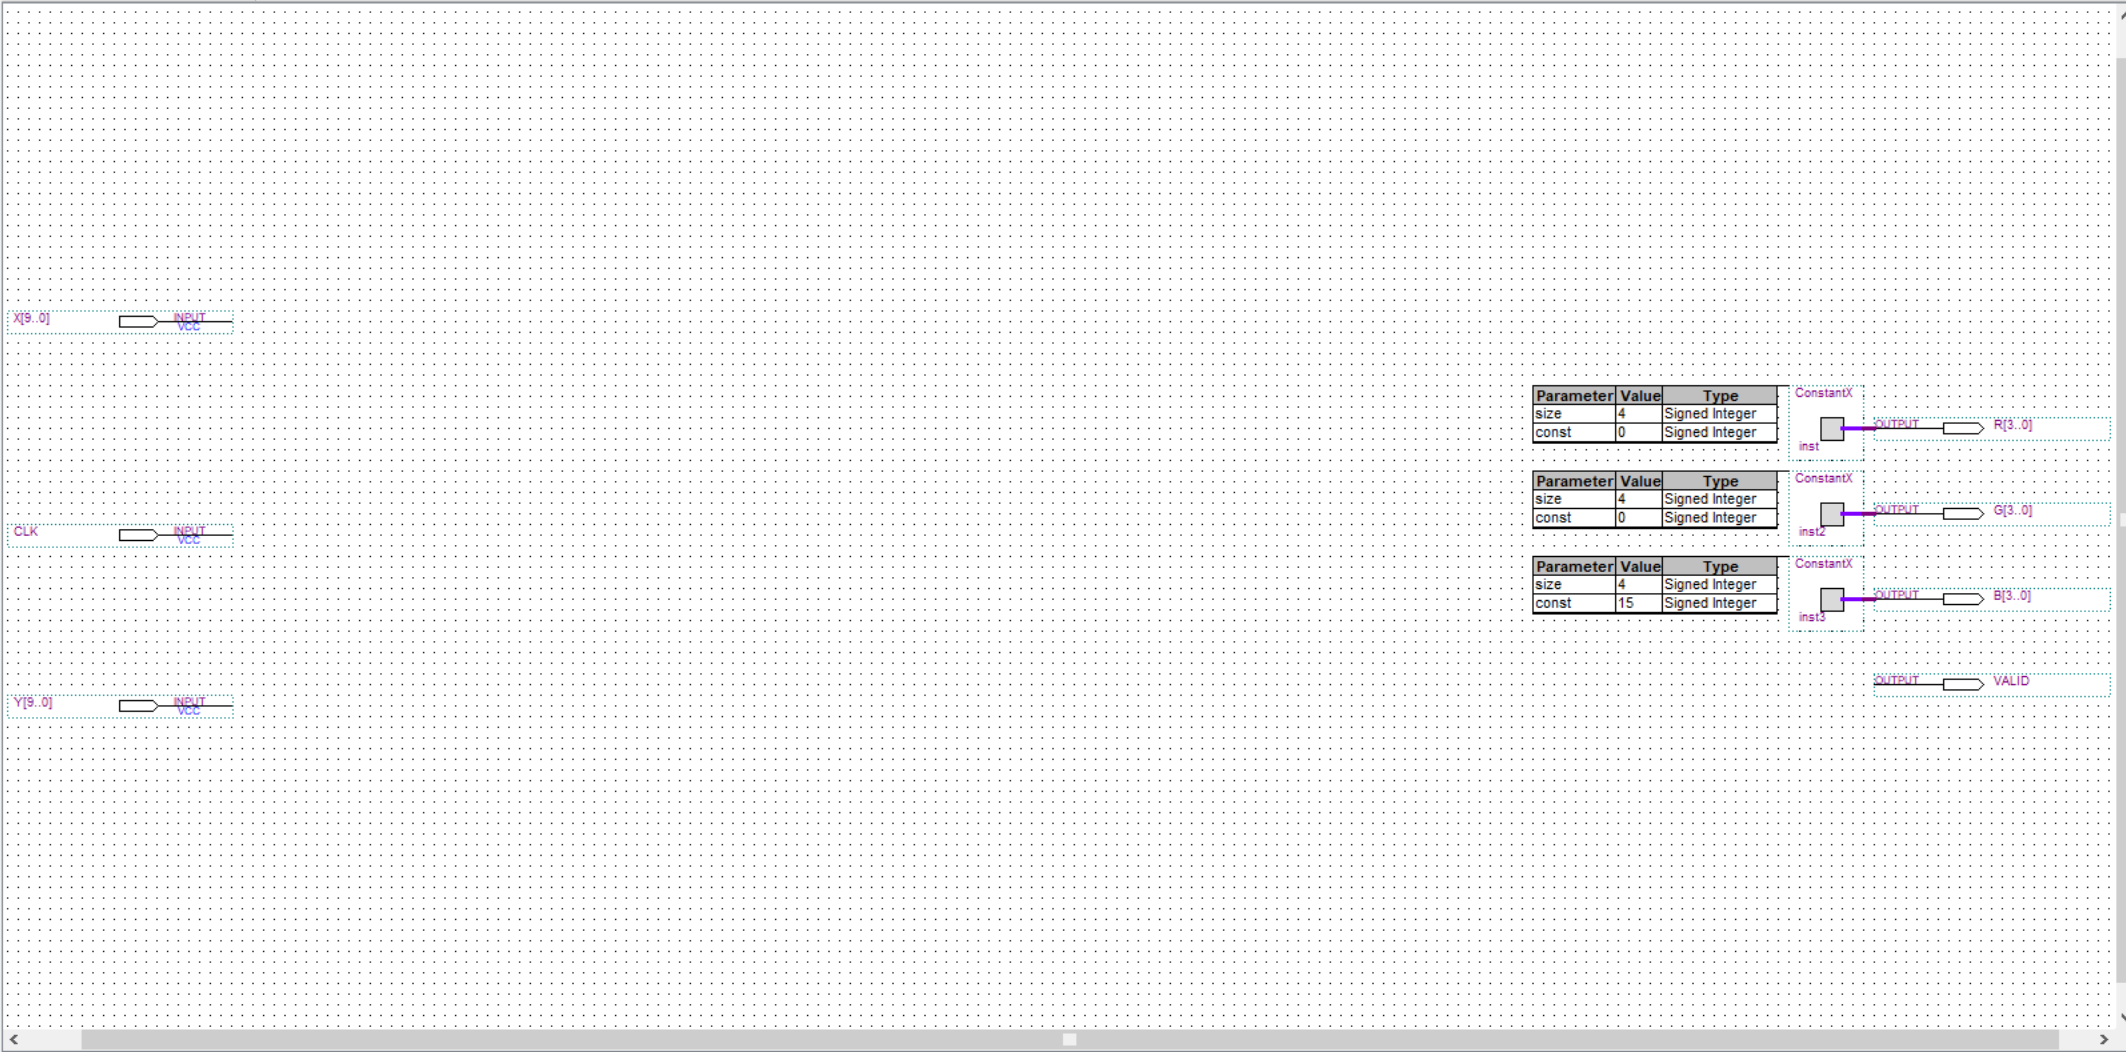 X[9..0] INPUT
VCC
Parameter Value Type ConstantX
size 4 Signed Integer
const 0 Signed Integer
OUTPUT R[3..0]
inst
Parameter Value Type ConstantX
size 4 Signed Integer
const 0 Signed Integer
OUTPUT G[3..0]
inst2
CLK INPUT
VCC
Parameter Value Type ConstantX
size 4 Signed Integer
const 15 Signed Integer
OUTPUT B[3..0]
inst3
OUTPUT VALID
Y[9..0] INPUT
VCC